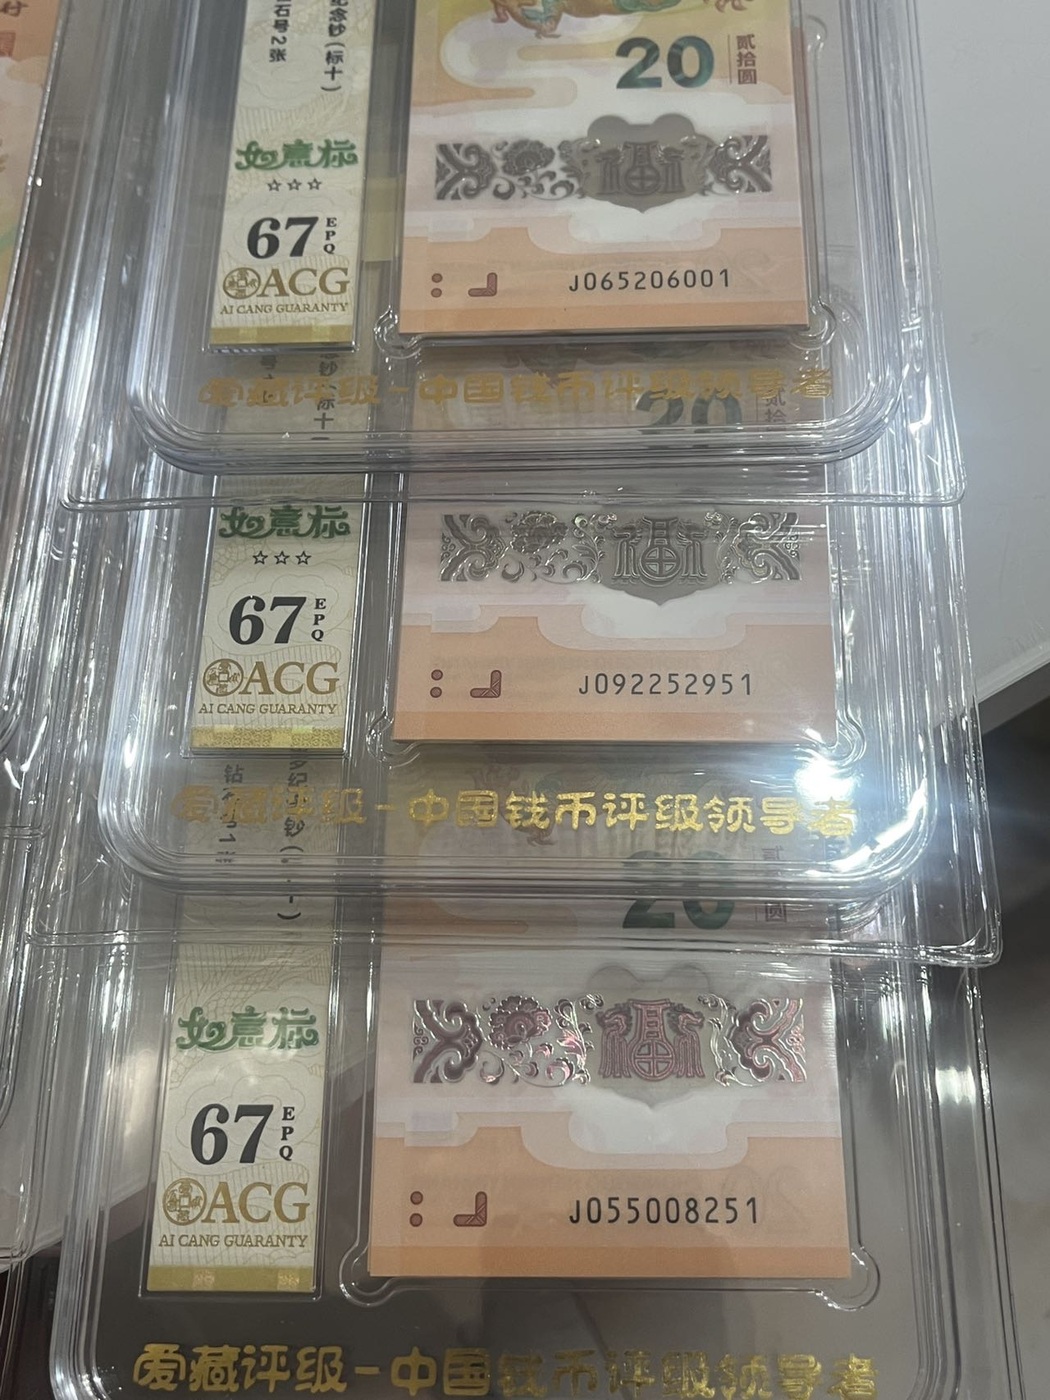 念钞（标十）
石号2张
20
贰拾圆
如意标
☆☆☆
67
EPQ
ACG
AI CANG GUARANTY
J065206001
爱藏评级-中国钱币评级领导者
20
如意标
☆☆☆
67
EPQ
ACG
AI CANG GUARANTY
J092252951
爱藏评级-中国钱币评级领导者
20
如意标
67
EPQ
ACG
AI CANG GUARANTY
J055008251
爱藏评级-中国钱币评级领导者